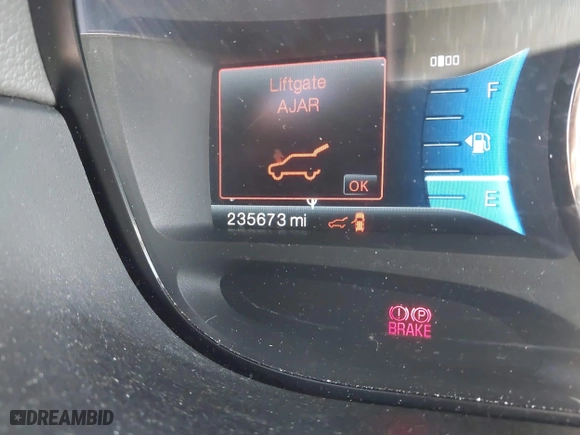 Liftgate
AJAR
OK
F
E
235673 mi
(!) (P)
BRAKE
DREAMBID